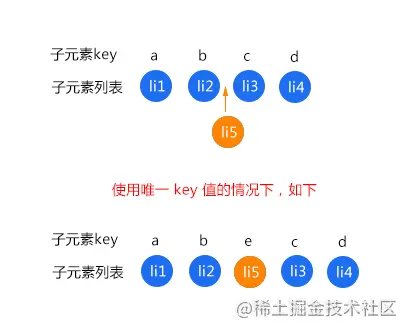 子元素key a b c d
子元素列表 li1 li2 li3 li4
li5
使用唯一 key 值的情况下，如下
子元素key a b e c d
子元素列表 li1 li2 li5 li3 li4
@稀土掘金技术社区